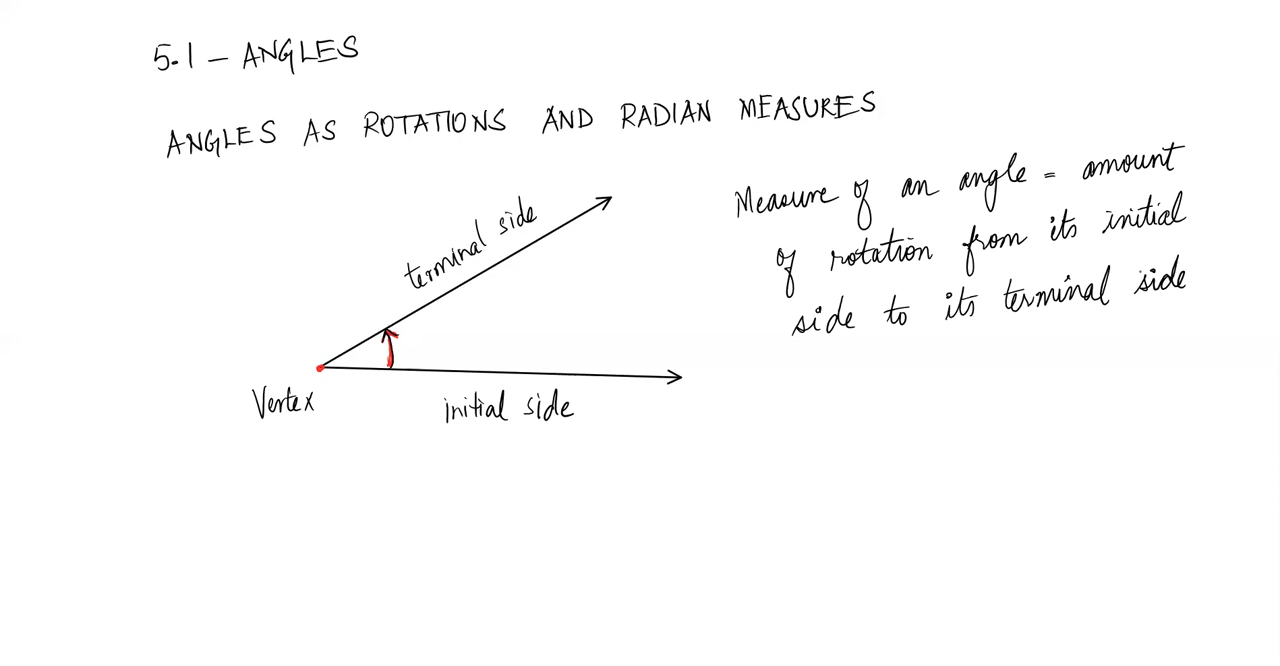 5.1 - ANGLES
ANGLES AS ROTATIONS AND RADIAN MEASURES
terminal side
Vertex
initial side
Measure of an angle = amount
of rotation from its initial
side to its terminal side